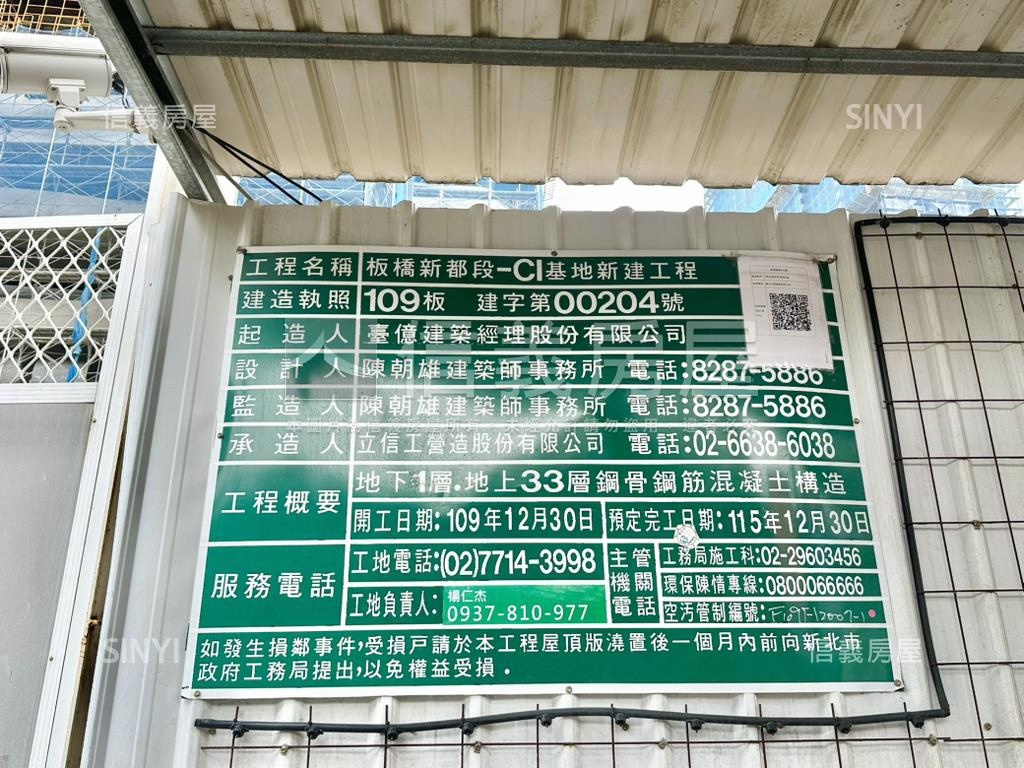 信義房屋
SINYI
工程名稱 板橋新都段-C1基地新建工程
建造執照 109板 建字第00204號
起造人 臺億建築經理股份有限公司
設計人 陳朝雄建築師事務所 電話:8287-5886
監造人 陳朝雄建築師事務所 電話:8287-5886
承造人 立信工營造股份有限公司 電話:02-6638-6038
工程概要 地下1層.地上33層鋼骨鋼筋混凝土構造
開工日期:109年12月30日 預定完工日期:115年12月30日
服務電話 工地電話:(02)7714-3998
工地負責人: 楊仁杰
0937-810-977
主管機關電話 工務局施工科:02-29603456
環保陳情專線:0800066666
空污管制編號:
如發生損鄰事件,受損戶請於本工程屋頂版澆置後一個月內前向新北市
政府工務局提出,以免權益受損.
信義房屋
SINYI
信義房屋
SINYI